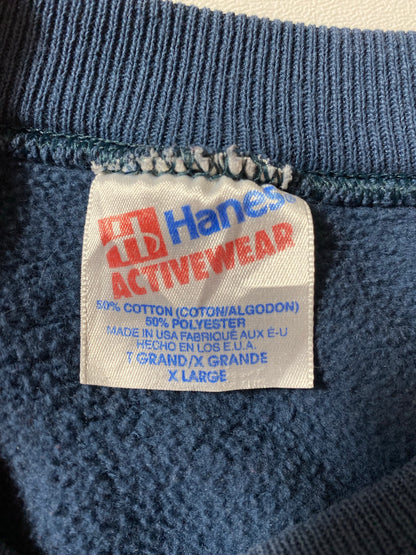 Hanes
ACTIVEWEAR
50% COTTON (COTON/ALGODON)
50% POLYESTER
MADE IN USA FABRIQUÉ AUX É-U
HECHO EN LOS E.U.A.
T GRAND/X GRANDE
X LARGE